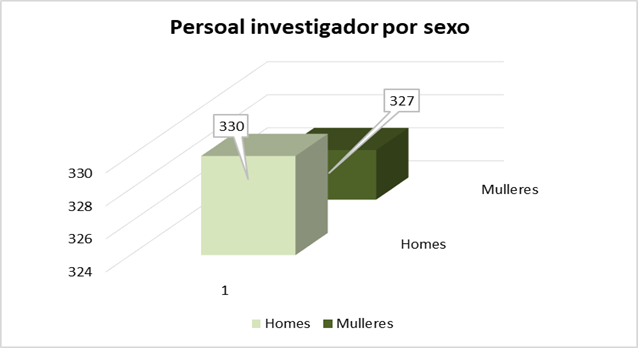 Persoal investigador por sexo
330
327
330
328
326
324
Mulleres
Homes
1
Homes Mulleres